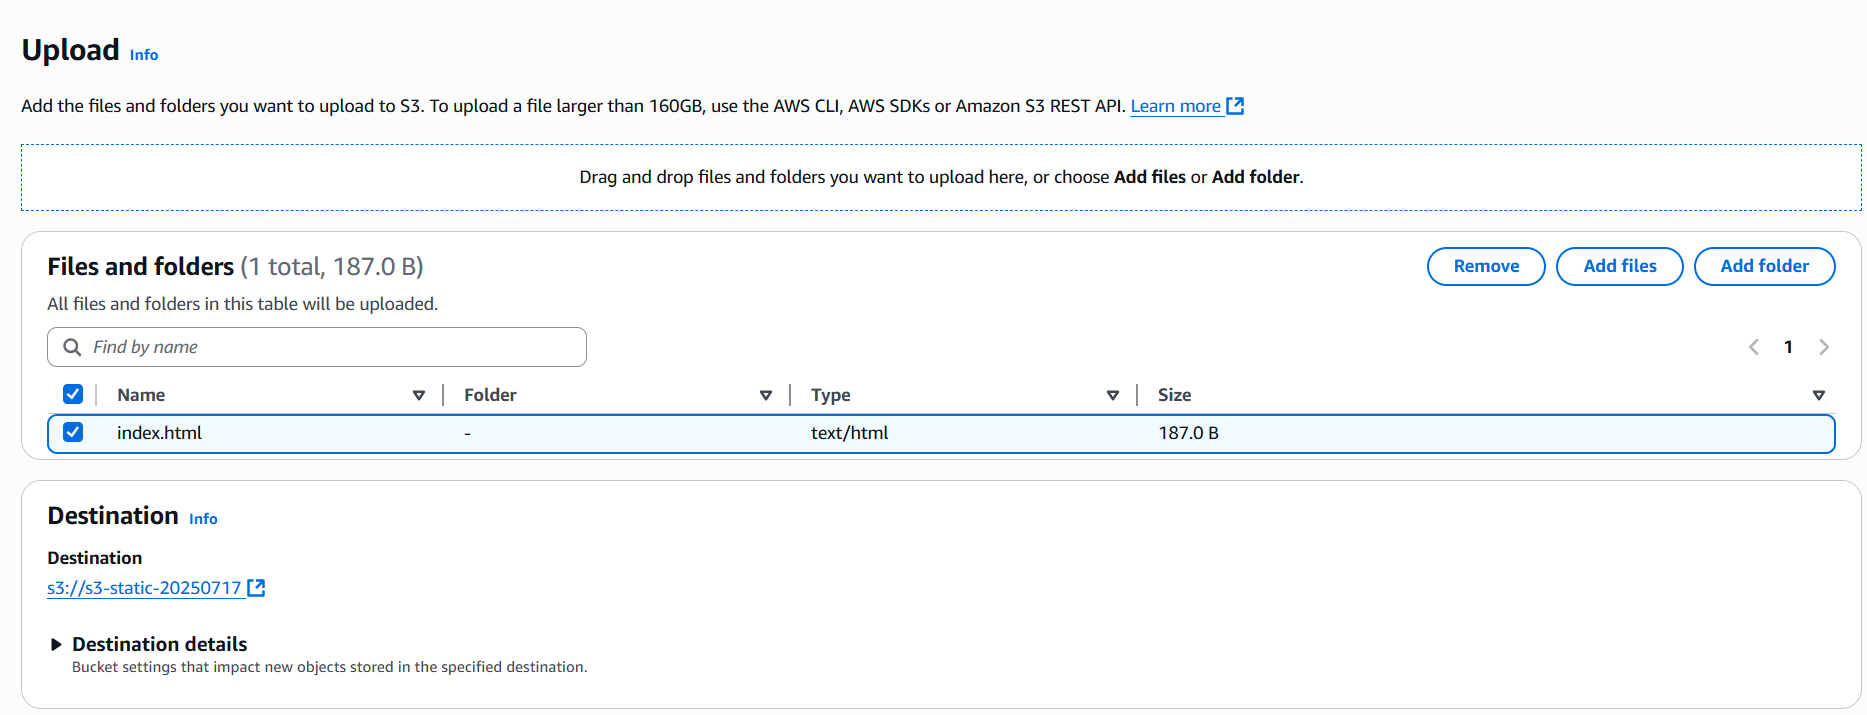 Upload Info
Add the files and folders you want to upload to S3. To upload a file larger than 160GB, use the AWS CLI, AWS SDKs or Amazon S3 REST API. Learn more
Drag and drop files and folders you want to upload here, or choose Add files or Add folder.
Files and folders (1 total, 187.0 B)
Remove Add files Add folder
All files and folders in this table will be uploaded.
Find by name
1
Name Folder Type Size
index.html - text/html 187.0 B
Destination Info
Destination
s3://s3-static-20250717
Destination details
Bucket settings that impact new objects stored in the specified destination.